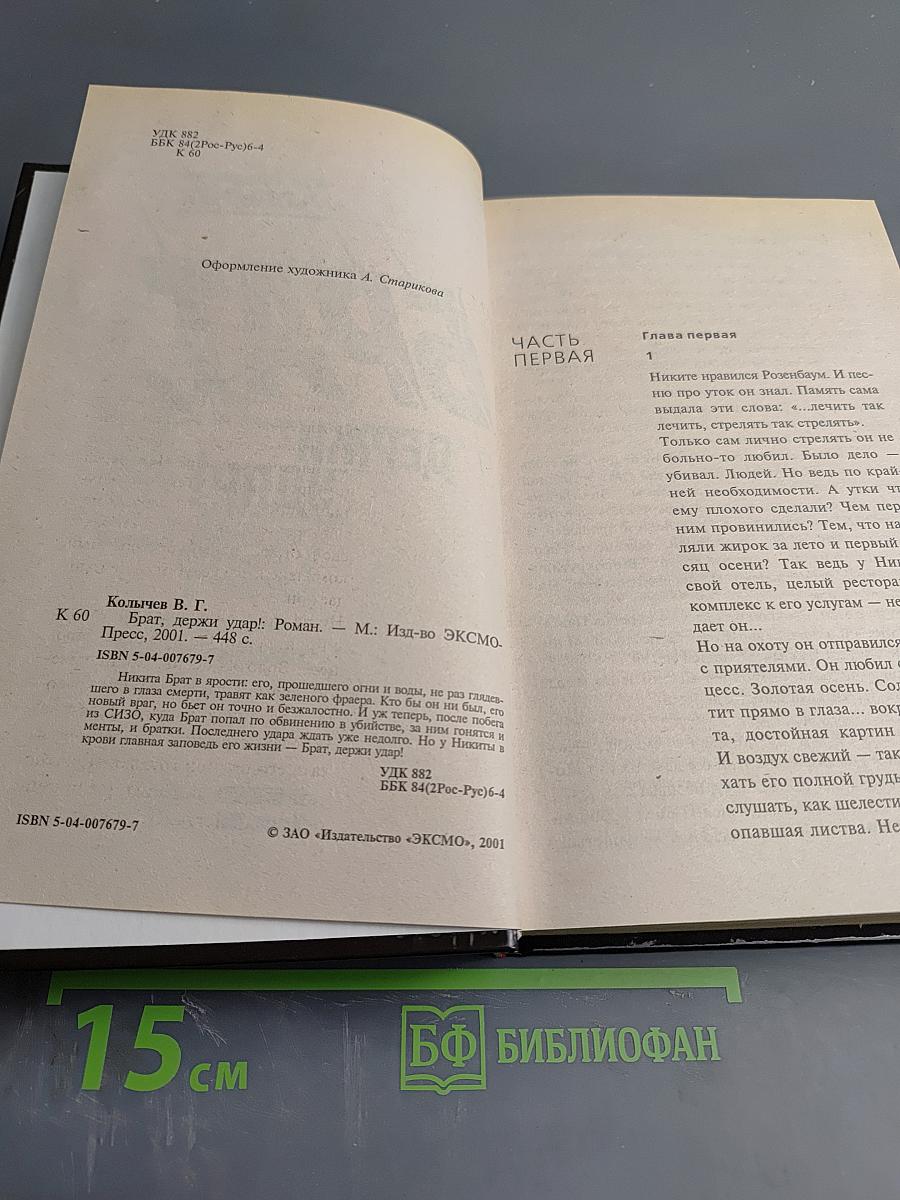 УДК 882
ББК 84(2Рос-Рус)6-4
К 60
Оформление художника А. Старикова
Колычев В. Г.
К 60 Брат, держи удар!: Роман. — М.: Изд-во ЭКСМО-
Пресс, 2001. — 448 с.
ISBN 5-04-007679-7
Никита Брат в ярости: его, прошедшего огни и воды, не раз глядев-
шего в глаза смерти, травят как зеленого фраера. Кто бы он ни был, его
новый враг, но бьет он точно и безжалостно. И уж теперь, после побега
из СИЗО, куда Брат попал по обвинению в убийстве, за ним гонятся и
менты, и братки. Последнего удара ждать уже недолго. Но у Никиты в
крови главная заповедь его жизни — Брат, держи удар!
УДК 882
ББК 84(2Рос-Рус)6-4
ISBN 5-04-007679-7
© ЗАО «Издательство «ЭКСМО», 2001
ЧАСТЬ
ПЕРВАЯ
Глава первая
1
Никите нравился Розенбаум. И пес-
ню про уток он знал. Память сама
выдала эти слова: «...лечить так
лечить, стрелять так стрелять».
Только сам лично стрелять он не
больно-то любил. Было дело —
убивал. Людей. Но ведь по край-
ней необходимости. А утки чт
ему плохого сделали? Чем пер
ним провинились? Тем, что на
ляли жирок за лето и первый
сяц осени? Так ведь у Ник
свой отель, целый рестора
комплекс к его услугам — не
дает он...
Но на охоту он отправился
с приятелями. Он любил
цесс. Золотая осень. Сол
тит прямо в глаза... вокр
та, достойная картин
И воздух свежий — так
хать его полной грудь
слушать, как шелести
опавшая листва. Не
15 см
БФ БИБЛИОФАН